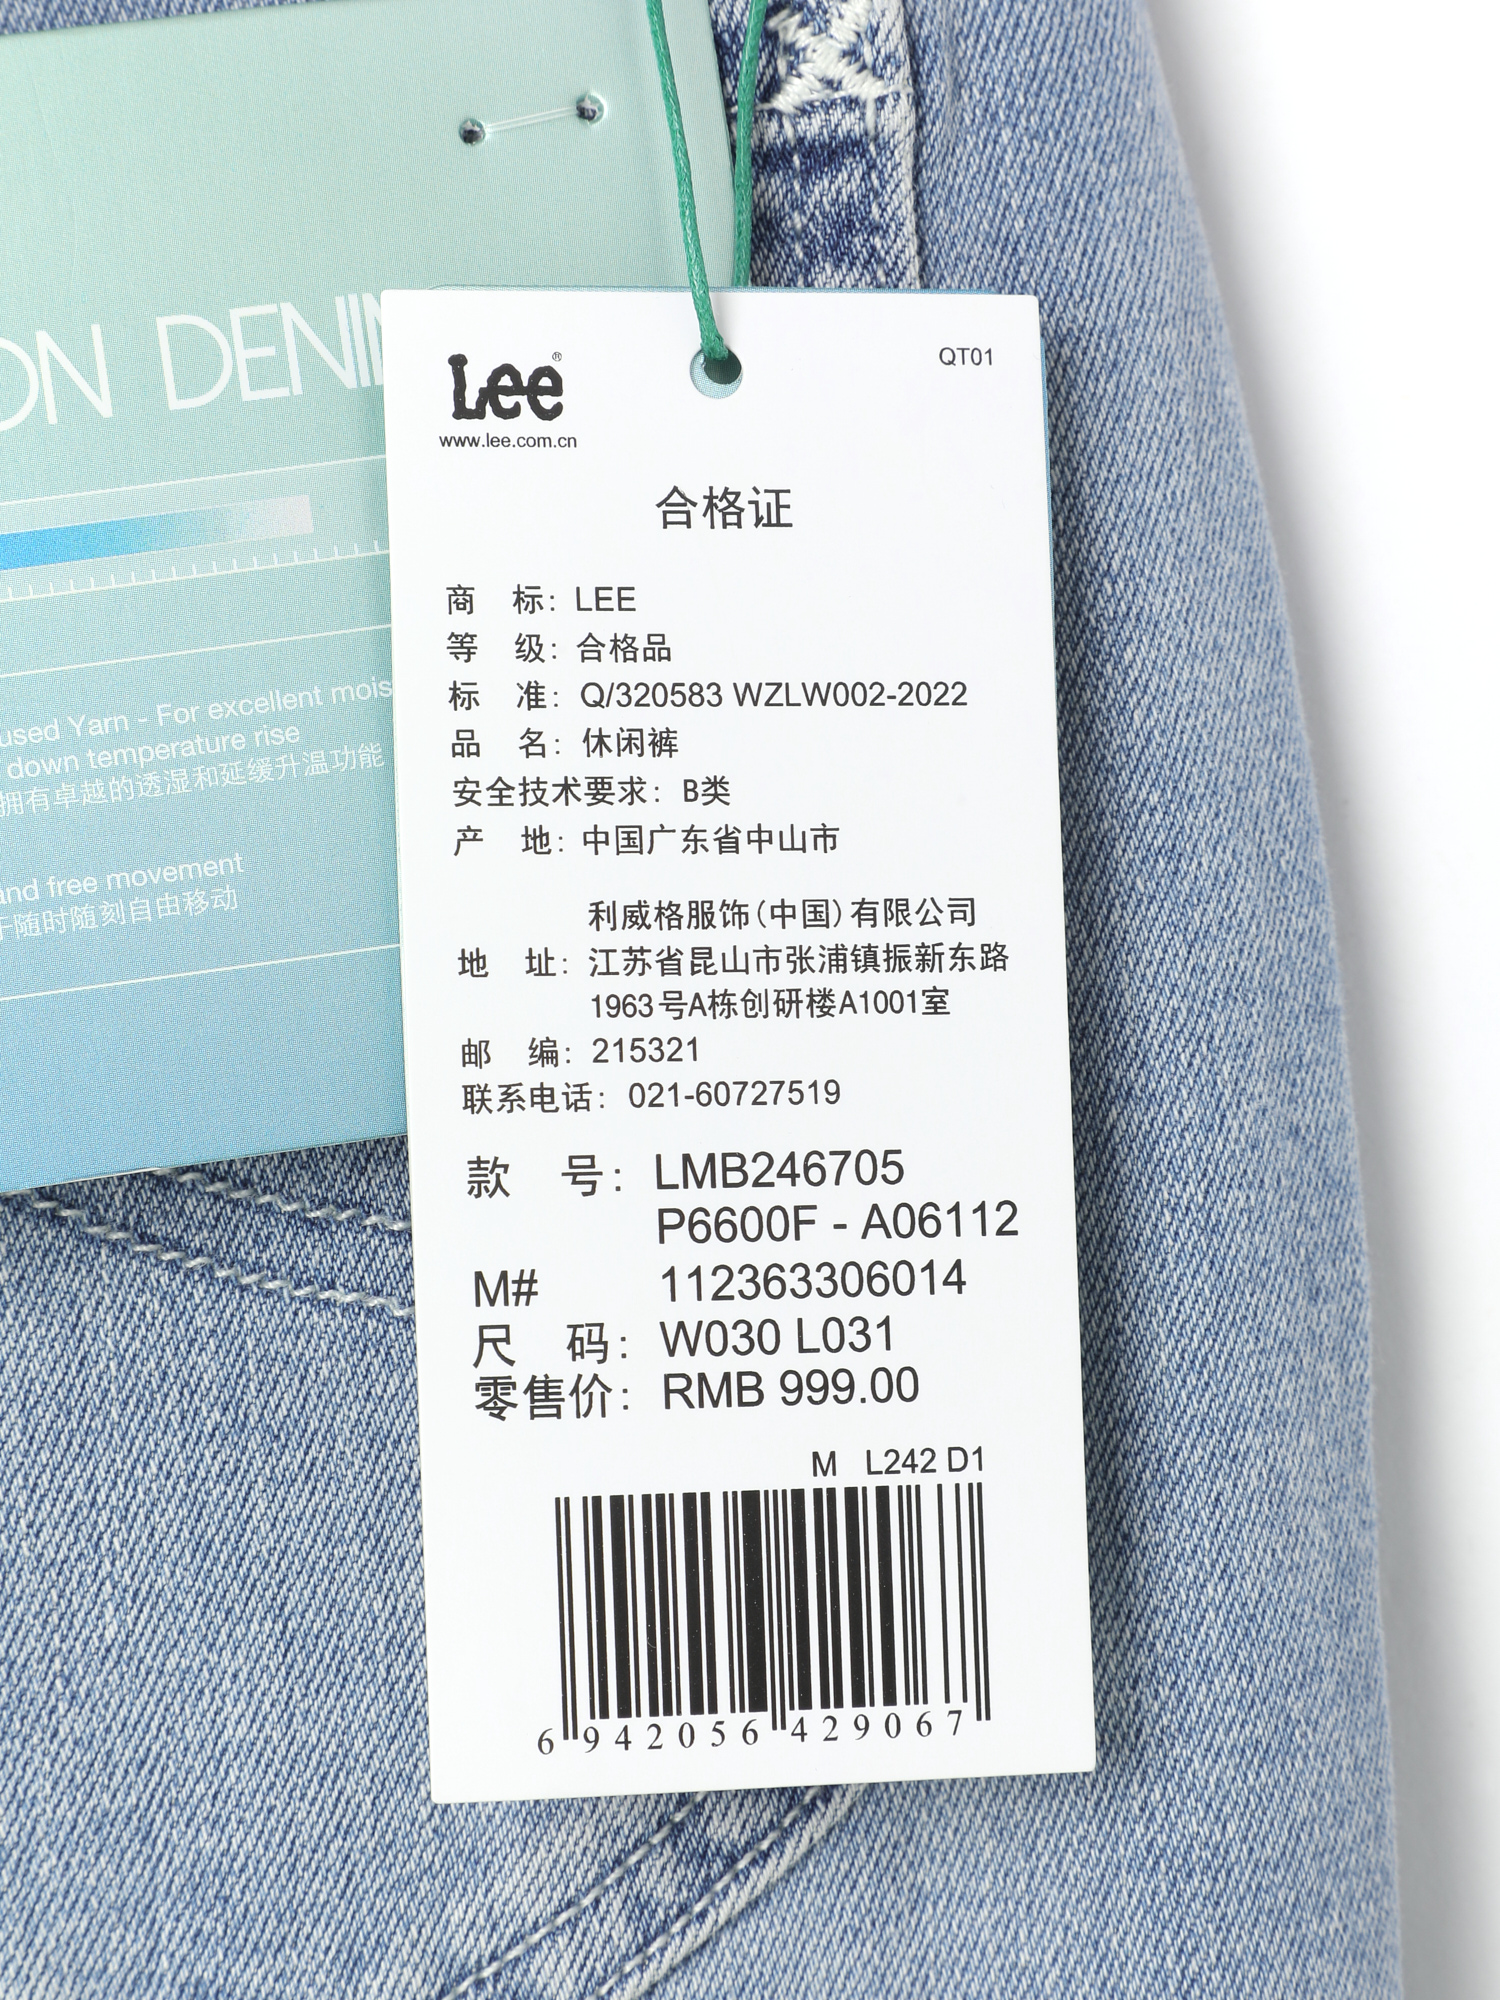 ON DENIM
used Yarn - For excellent mois
down temperature rise
拥有卓越的透湿和延缓升温功能
and free movement
于随时随刻自由移动
Lee®
www.lee.com.cn
QT01
合格证
商 标：LEE
等 级：合格品
标 准：Q/320583 WZLW002-2022
品 名：休闲裤
安全技术要求：B类
产 地：中国广东省中山市
利威格服饰(中国)有限公司
地 址：江苏省昆山市张浦镇振新东路
1963号A栋创研楼A1001室
邮 编：215321
联系电话：021-60727519
款 号：LMB246705
P6600F - A06112
M# 112363306014
尺 码：W030 L031
零售价：RMB 999.00
M L242 D1
6 942056 429067